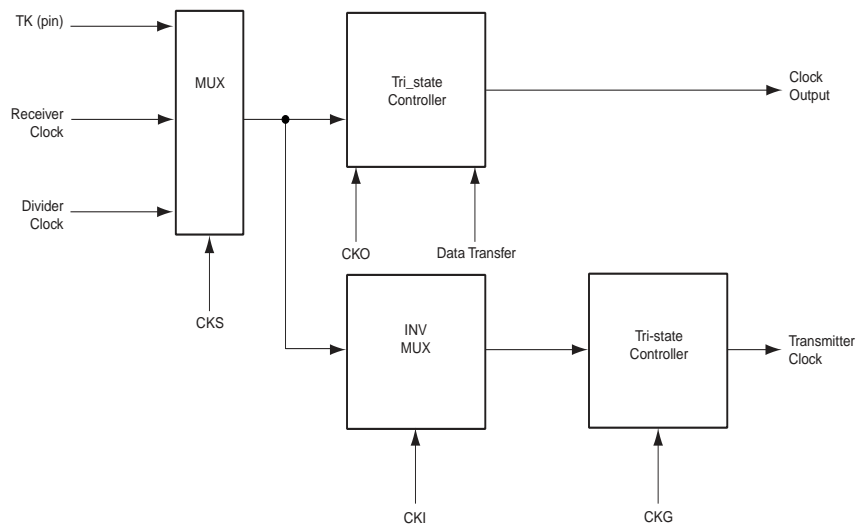 TK (pin)
MUX
Tri_state
Controller
Clock
Output
Receiver
Clock
Divider
Clock
CKO
Data Transfer
CKS
INV
MUX
Tri-state
Controller
Transmitter
Clock
CKI
CKG